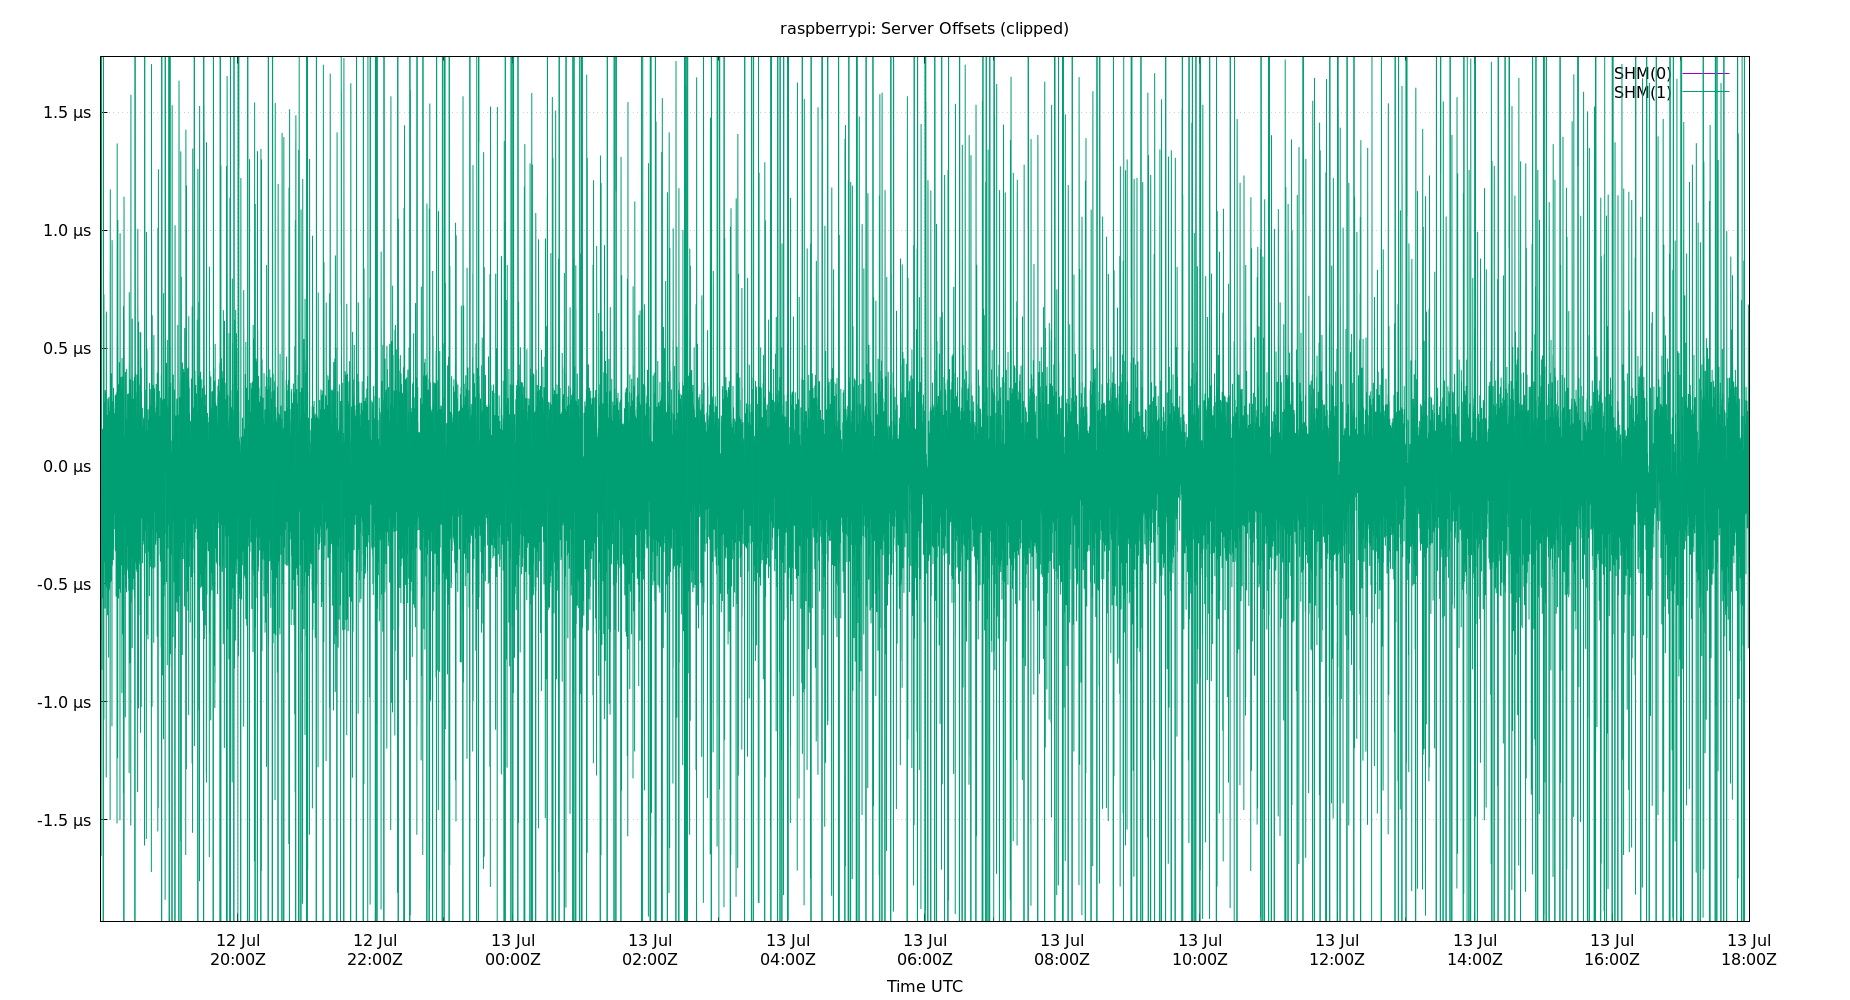 raspberrypi: Server Offsets (clipped)
SHM(0)
SHM(1)
1.5 µs
1.0 µs
0.5 µs
0.0 µs
-0.5 µs
-1.0 µs
-1.5 µs
12 Jul 12 Jul 13 Jul 13 Jul 13 Jul 13 Jul 13 Jul 13 Jul 13 Jul 13 Jul 13 Jul 13 Jul
20:00Z 22:00Z 00:00Z 02:00Z 04:00Z 06:00Z 08:00Z 10:00Z 12:00Z 14:00Z 16:00Z 18:00Z
Time UTC